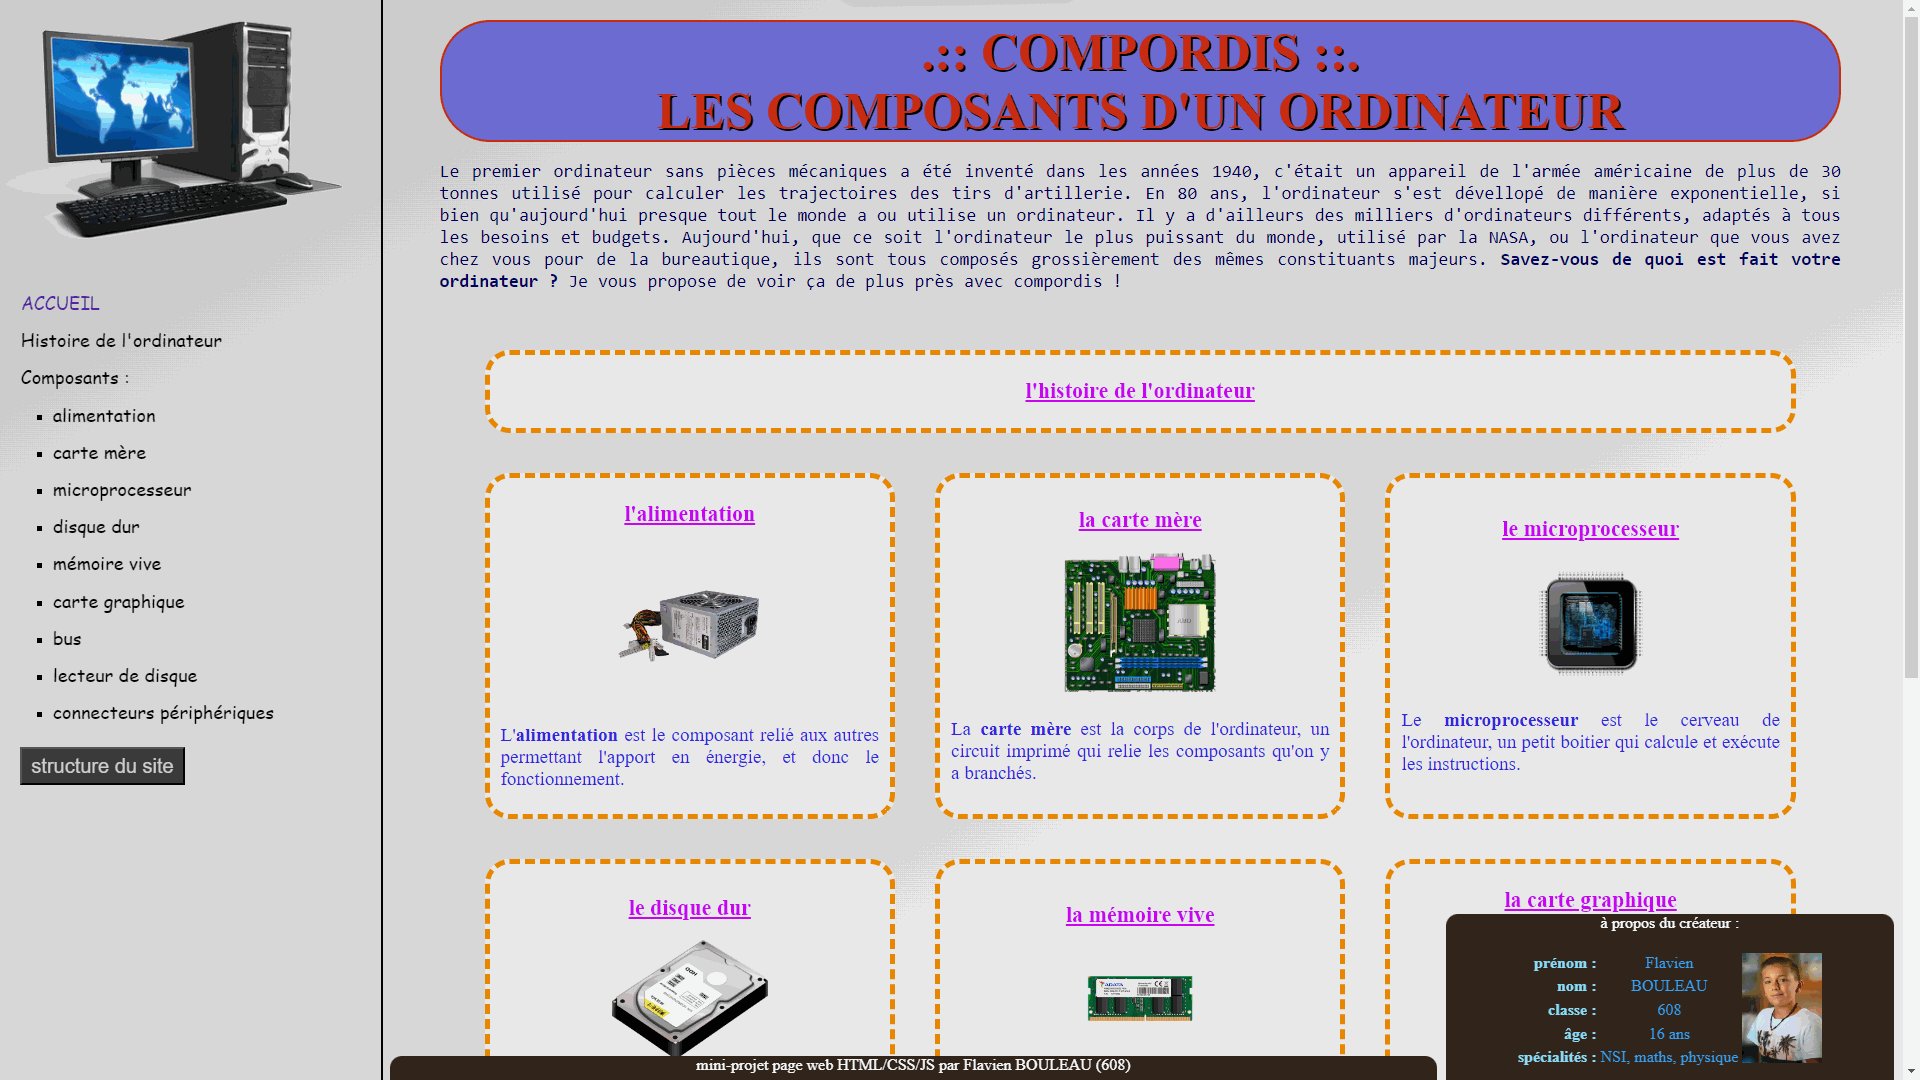 ACCUEIL
Histoire de l'ordinateur
Composants :
alimentation
carte mère
microprocesseur
disque dur
mémoire vive
carte graphique
bus
lecteur de disque
connecteurs périphériques
structure du site
.:: COMPORDIS ::.
LES COMPOSANTS D'UN ORDINATEUR
Le premier ordinateur sans pièces mécaniques a été inventé dans les années 1940, c'était un appareil de l'armée américaine de plus de 30
tonnes utilisé pour calculer les trajectoires des tirs d'artillerie. En 80 ans, l'ordinateur s'est dévellopé de manière exponentielle, si
bien qu'aujourd'hui presque tout le monde a ou utilise un ordinateur. Il y a d'ailleurs des milliers d'ordinateurs différents, adaptés à tous
les besoins et budgets. Aujourd'hui, que ce soit l'ordinateur le plus puissant du monde, utilisé par la NASA, ou l'ordinateur que vous avez
chez vous pour de la bureautique, ils sont tous composés grossièrement des mêmes constituants majeurs. Savez-vous de quoi est fait votre
ordinateur ? Je vous propose de voir ça de plus près avec compordis !
l'histoire de l'ordinateur
l'alimentation
L'alimentation est le composant relié aux autres
permettant l'apport en énergie, et donc le
fonctionnement.
la carte mère
La carte mère est la corps de l'ordinateur, un
circuit imprimé qui relie les composants qu'on y
a branchés.
le microprocesseur
Le microprocesseur est le cerveau de
l'ordinateur, un petit boitier qui calcule et exécute
les instructions.
le disque dur
la mémoire vive
ADATA
la carte graphique
à propos du créateur :
prénom : Flavien
nom : BOULEAU
classe : 608
âge : 16 ans
spécialités : NSI, maths, physique
mini-projet page web HTML/CSS/JS par Flavien BOULEAU (608)